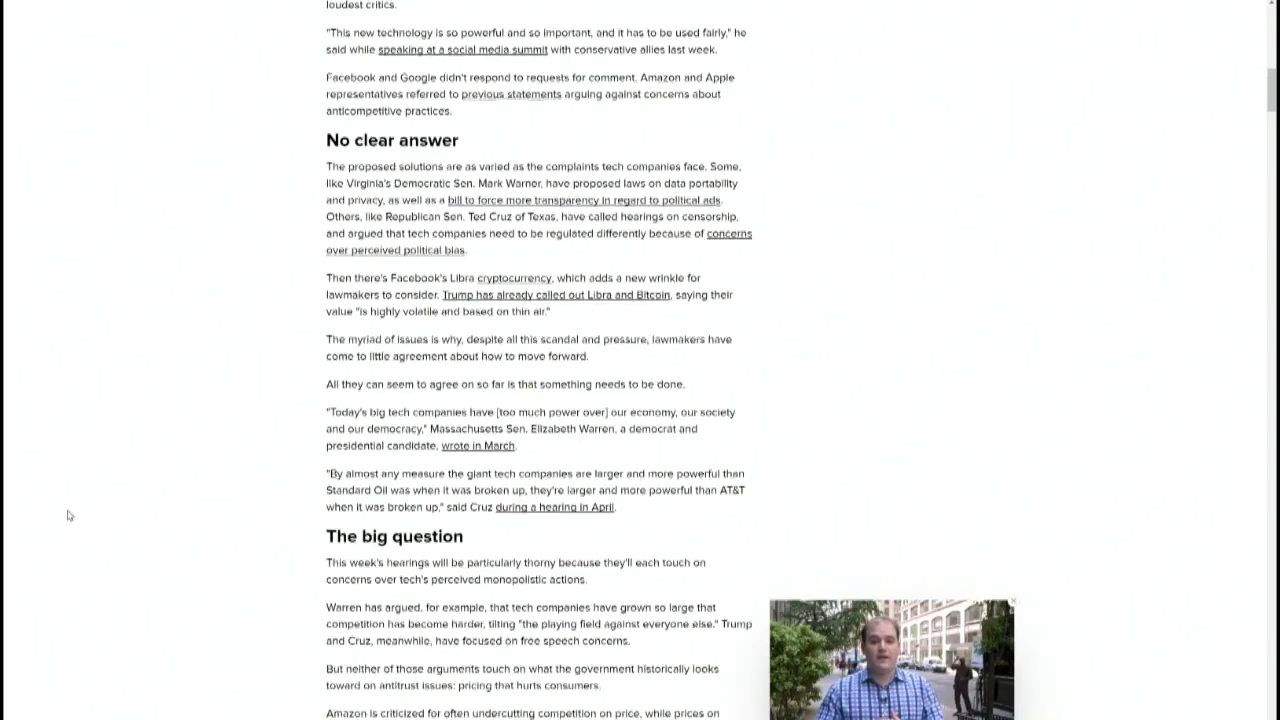 loudest critics.
"This new technology is so powerful and so important, and it has to be used fairly," he
said while speaking at a social media summit with conservative allies last week.
Facebook and Google didn't respond to requests for comment. Amazon and Apple
representatives referred to previous statements arguing against concerns about
anticompetitive practices.
No clear answer
The proposed solutions are as varied as the complaints tech companies face. Some,
like Virginia's Democratic Sen. Mark Warner, have proposed laws on data portability
and privacy, as well as a bill to force more transparency in regard to political ads.
Others, like Republican Sen. Ted Cruz of Texas, have called hearings on censorship,
and argued that tech companies need to be regulated differently because of concerns
over perceived political bias.
Then there's Facebook's Libra cryptocurrency, which adds a new wrinkle for
lawmakers to consider. Trump has already called out Libra and Bitcoin, saying their
value "is highly volatile and based on thin air."
The myriad of issues is why, despite all this scandal and pressure, lawmakers have
come to little agreement about how to move forward.
All they can seem to agree on so far is that something needs to be done.
"Today's big tech companies have [too much power over] our economy, our society
and our democracy," Massachusetts Sen. Elizabeth Warren, a democrat and
presidential candidate, wrote in March.
"By almost any measure the giant tech companies are larger and more powerful than
Standard Oil was when it was broken up, they're larger and more powerful than AT&T
when it was broken up," said Cruz during a hearing in April.
The big question
This week's hearings will be particularly thorny because they'll each touch on
concerns over tech's perceived monopolistic actions.
Warren has argued, for example, that tech companies have grown so large that
competition has become harder, tilting "the playing field against everyone else." Trump
and Cruz, meanwhile, have focused on free speech concerns.
But neither of those arguments touch on what the government historically looks
toward on antitrust issues: pricing that hurts consumers.
Amazon is criticized for often undercutting competition on price, while prices on